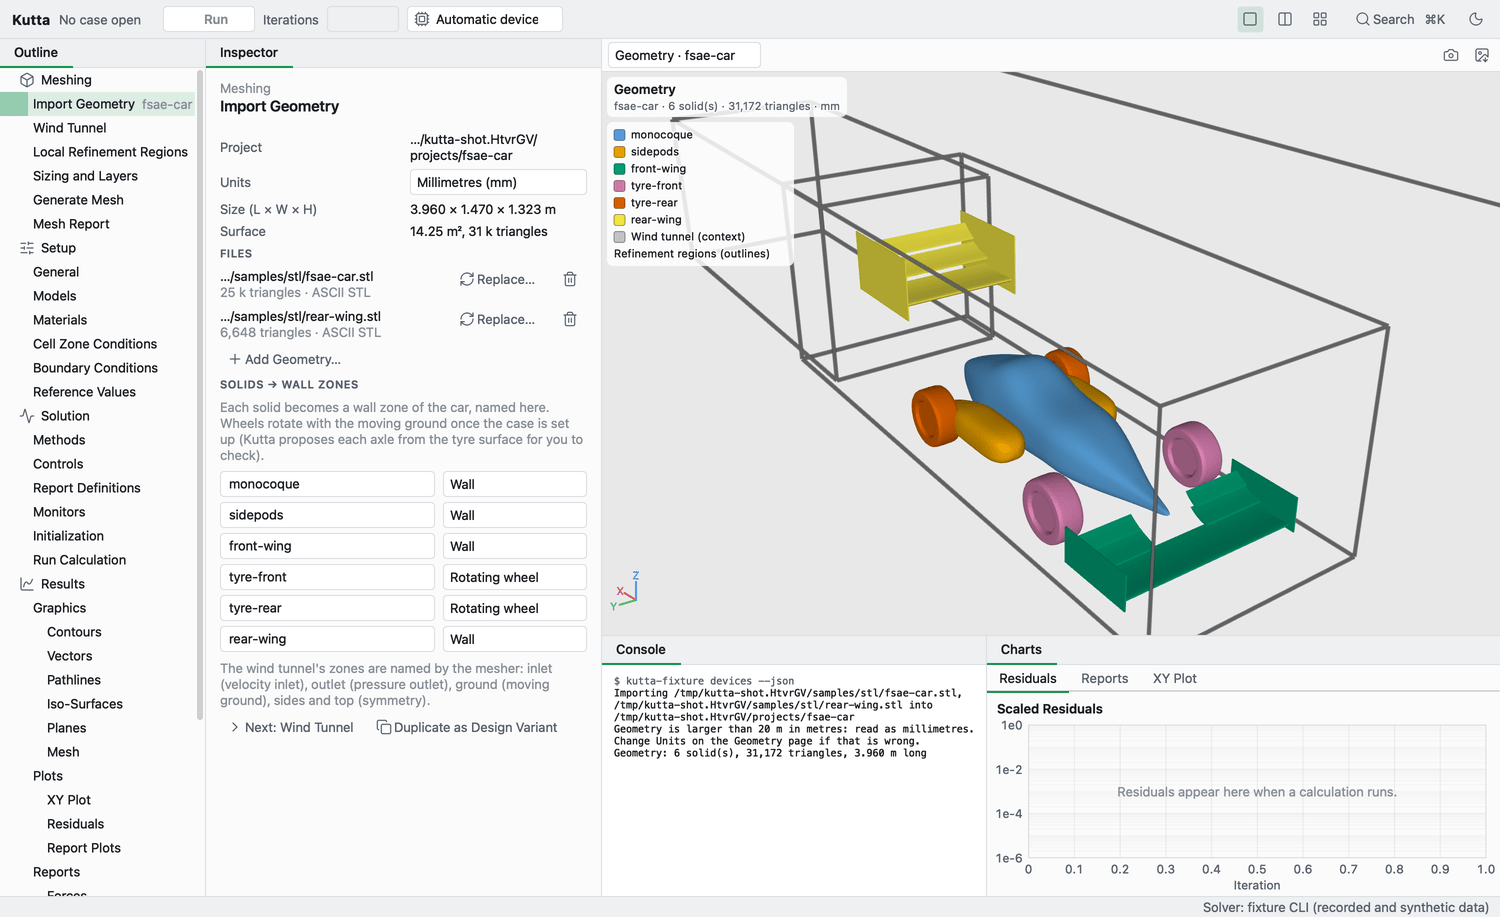 Kutta No case open Run Iterations Automatic device Search ⌘K
Outline
Meshing
Import Geometry fsae-car
Wind Tunnel
Local Refinement Regions
Sizing and Layers
Generate Mesh
Mesh Report
Setup
General
Models
Materials
Cell Zone Conditions
Boundary Conditions
Reference Values
Solution
Methods
Controls
Report Definitions
Monitors
Initialization
Run Calculation
Results
Graphics
Contours
Vectors
Pathlines
Iso-Surfaces
Planes
Mesh
Plots
XY Plot
Residuals
Report Plots
Reports
Forces
Inspector
Meshing
Import Geometry
Project .../kutta-shot.HtvrGV/
projects/fsae-car
Units Millimetres (mm)
Size (L × W × H) 3.960 × 1.470 × 1.323 m
Surface 14.25 m², 31 k triangles
FILES
.../samples/stl/fsae-car.stl Replace...
25 k triangles · ASCII STL
.../samples/stl/rear-wing.stl Replace...
6,648 triangles · ASCII STL
+ Add Geometry...
SOLIDS → WALL ZONES
Each solid becomes a wall zone of the car, named here.
Wheels rotate with the moving ground once the case is set
up (Kutta proposes each axle from the tyre surface for you to
check).
monocoque Wall
sidepods Wall
front-wing Wall
tyre-front Rotating wheel
tyre-rear Rotating wheel
rear-wing Wall
The wind tunnel's zones are named by the mesher: inlet
(velocity inlet), outlet (pressure outlet), ground (moving
ground), sides and top (symmetry).
Next: Wind Tunnel Duplicate as Design Variant
Geometry · fsae-car
Geometry
fsae-car · 6 solid(s) · 31,172 triangles · mm
monocoque
sidepods
front-wing
tyre-front
tyre-rear
rear-wing
Wind tunnel (context)
Refinement regions (outlines)
Z
X
Y
Console
$ kutta-fixture devices --json
Importing /tmp/kutta-shot.HtvrGV/samples/stl/fsae-car.stl,
/tmp/kutta-shot.HtvrGV/samples/stl/rear-wing.stl into
/tmp/kutta-shot.HtvrGV/projects/fsae-car
Geometry is larger than 20 m in metres: read as millimetres.
Change Units on the Geometry page if that is wrong.
Geometry: 6 solid(s), 31,172 triangles, 3.960 m long
Charts
Residuals Reports XY Plot
Scaled Residuals
1e0
1e-2
Residuals appear here when a calculation runs.
1e-4
1e-6
0 0.1 0.2 0.3 0.4 0.5 0.6 0.7 0.8 0.9 1.0
Iteration
Solver: fixture CLI (recorded and synthetic data)